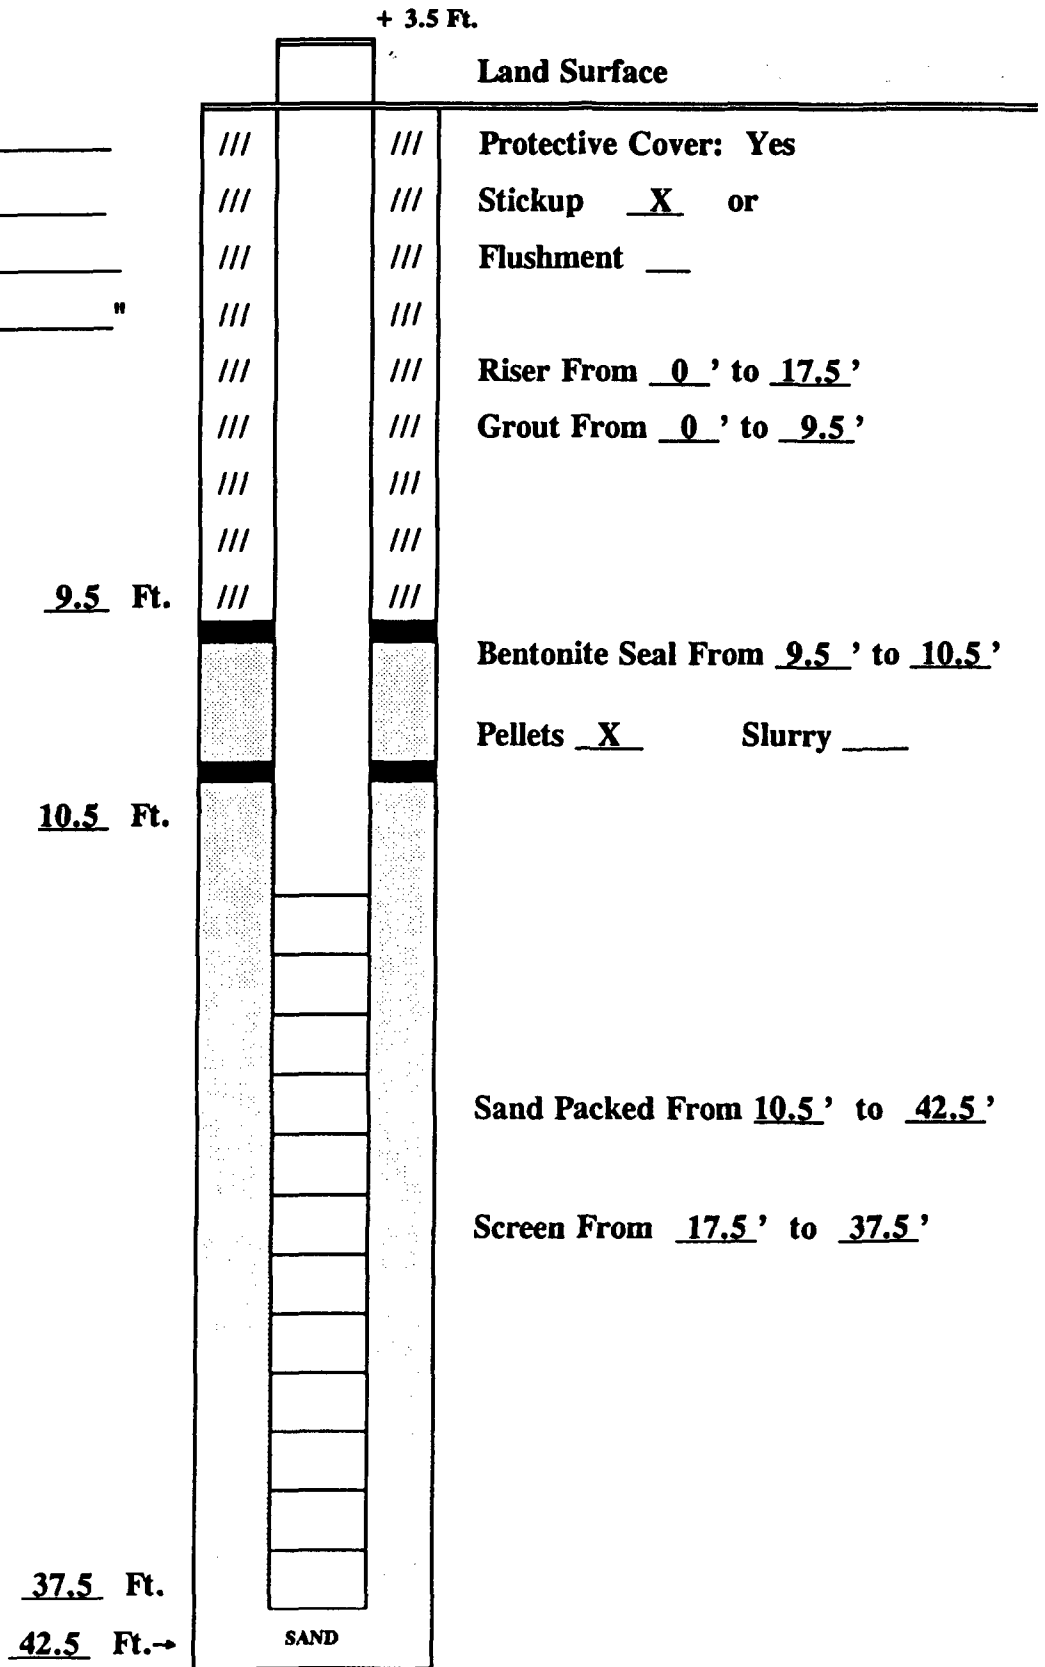 + 3.5 Ft.
Land Surface
/// /// Protective Cover: Yes
/// /// Stickup X or
/// /// Flushment __
" /// ///
/// /// Riser From 0 ' to 17.5 '
/// /// Grout From 0 ' to 9.5 '
/// ///
/// ///
9.5 Ft. /// ///
Bentonite Seal From 9.5 ' to 10.5 '
Pellets X Slurry ___
10.5 Ft.
Sand Packed From 10.5 ' to 42.5 '
Screen From 17.5 ' to 37.5 '
37.5 Ft.
42.5 Ft.→ SAND